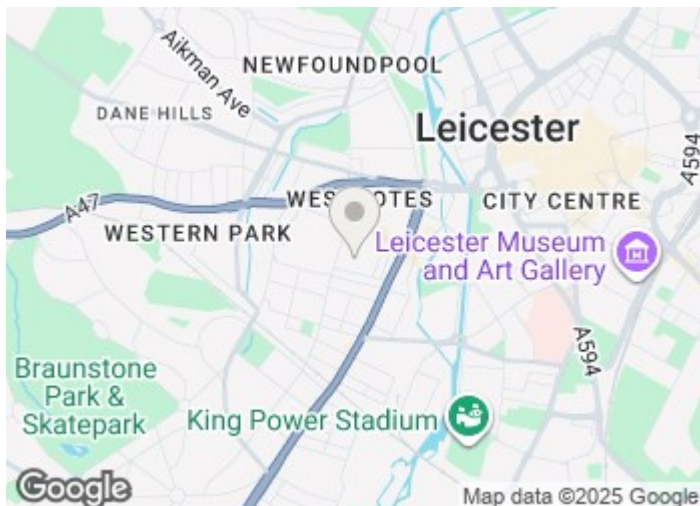 Aikman Ave
NEWFOUNDPOOL
DANE HILLS
Leicester
A594
A47
CITY CENTRE
WESTERN PARK
Leicester Museum
and Art Gallery
A594
Braunstone
Park &
Skatepark
King Power Stadium
Google
Map data ©2025 Google